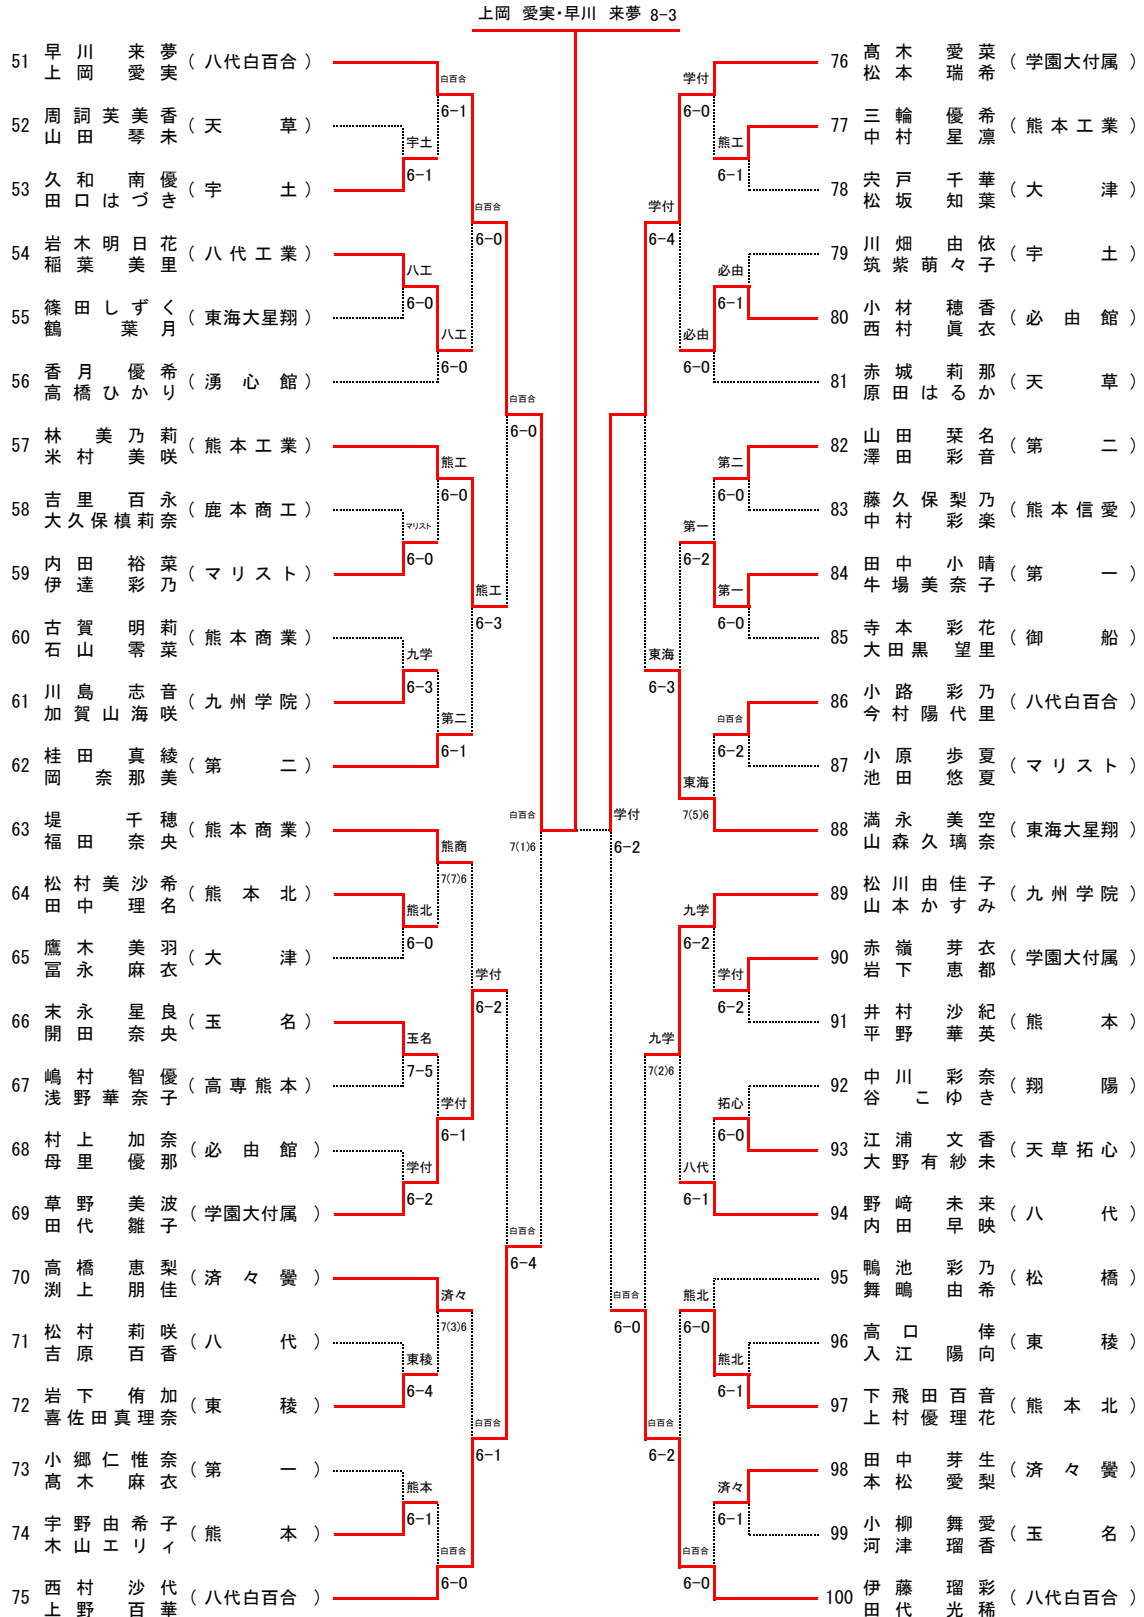 上岡 愛実・早川 来夢 8-3
51 早川 来夢 上岡 愛実 (八代白百合)
52 周詞芙美香 山田 琴未 (天草)
53 久和 南優 田口はづき (宇土)
54 岩木明日花 稲葉 美里 (八代工業)
55 篠田しずく 鶴 葉月 (東海大星翔)
56 香月 優希 高橋ひかり (湧心館)
57 林 美乃莉 米村 美咲 (熊本工業)
58 吉里 百永 大久保槙莉奈 (鹿本商工)
59 内田 裕菜 伊達 彩乃 (マリスト)
60 古賀 明莉 石山 零菜 (熊本商業)
61 川島 志音 加賀山海咲 (九州学院)
62 桂田 真綾 岡 奈那美 (第二)
63 堤 千穂 福田 奈央 (熊本商業)
64 松村美沙希 田中 理名 (熊本北)
65 鷹木 美羽 冨永 麻衣 (大津)
66 末永 星良 開田 奈央 (玉名)
67 嶋村 智優 浅野華奈子 (高専熊本)
68 村上 加奈 母里 優那 (必由館)
69 草野 美波 田代 雛子 (学園大付属)
70 高橋 恵梨 渕上 朋佳 (済々黌)
71 松村 莉咲 吉原 百香 (八代)
72 岩下 侑加 喜佐田真理奈 (東稜)
73 小郷仁惟奈 髙木 麻衣 (第一)
74 宇野由希子 木山エリィ (熊本)
75 西村 沙代 上野 百華 (八代白百合)
白百合 6-1
宇土 6-1
白百合 6-0
八工 6-0
八工 6-0
白百合 6-0
熊工 6-0
マリスト 6-0
熊工 6-3
九学 6-3
第二 6-1
白百合 7(1)6
熊商 7(7)6
熊北 6-0
学付 6-2
玉名 7-5
学付 6-1
学付 6-2
白百合 6-4
済々 7(3)6
東稜 6-4
白百合 6-1
熊本 6-1
白百合 6-0
学付 6-0
熊工 6-1
学付 6-4
必由 6-1
必由 6-0
第二 6-0
第一 6-2
第一 6-0
東海 6-3
白百合 6-2
東海 7(5)6
学付 6-2
九学 6-2
学付 6-2
九学 7(2)6
拓心 6-0
八代 6-1
白百合 6-0
熊北 6-0
熊北 6-1
白百合 6-2
済々 6-1
白百合 6-0
76 髙木 愛菜 松本 瑞希 (学園大付属)
77 三輪 優希 中村 星凛 (熊本工業)
78 宍戸 千華 松坂 知葉 (大津)
79 川畑 由依 筑紫萌々子 (宇土)
80 小材 穂香 西村 眞衣 (必由館)
81 赤城 莉那 原田はるか (天草)
82 山田 栞名 澤田 彩音 (第二)
83 藤久保梨乃 中村 彩楽 (熊本信愛)
84 田中 小晴 牛場美奈子 (第一)
85 寺本 彩花 大田黒 望里 (御船)
86 小路 彩乃 今村陽代里 (八代白百合)
87 小原 歩夏 池田 悠夏 (マリスト)
88 満永 美空 山森久璃奈 (東海大星翔)
89 松川由佳子 山本かすみ (九州学院)
90 赤嶺 芽衣 岩下 恵都 (学園大付属)
91 井村 沙紀 平野 華英 (熊本)
92 中川 彩奈 谷 こゆき (翔陽)
93 江浦 文香 大野有紗未 (天草拓心)
94 野﨑 未来 内田 早映 (八代)
95 鴨池 彩乃 舞鴫 由希 (松橋)
96 高口 倖 入江 陽向 (東稜)
97 下飛田百音 上村優理花 (熊本北)
98 田中 芽生 本松 愛梨 (済々黌)
99 小柳 舞愛 河津 瑠香 (玉名)
100 伊藤 瑠彩 田代 光稀 (八代白百合)